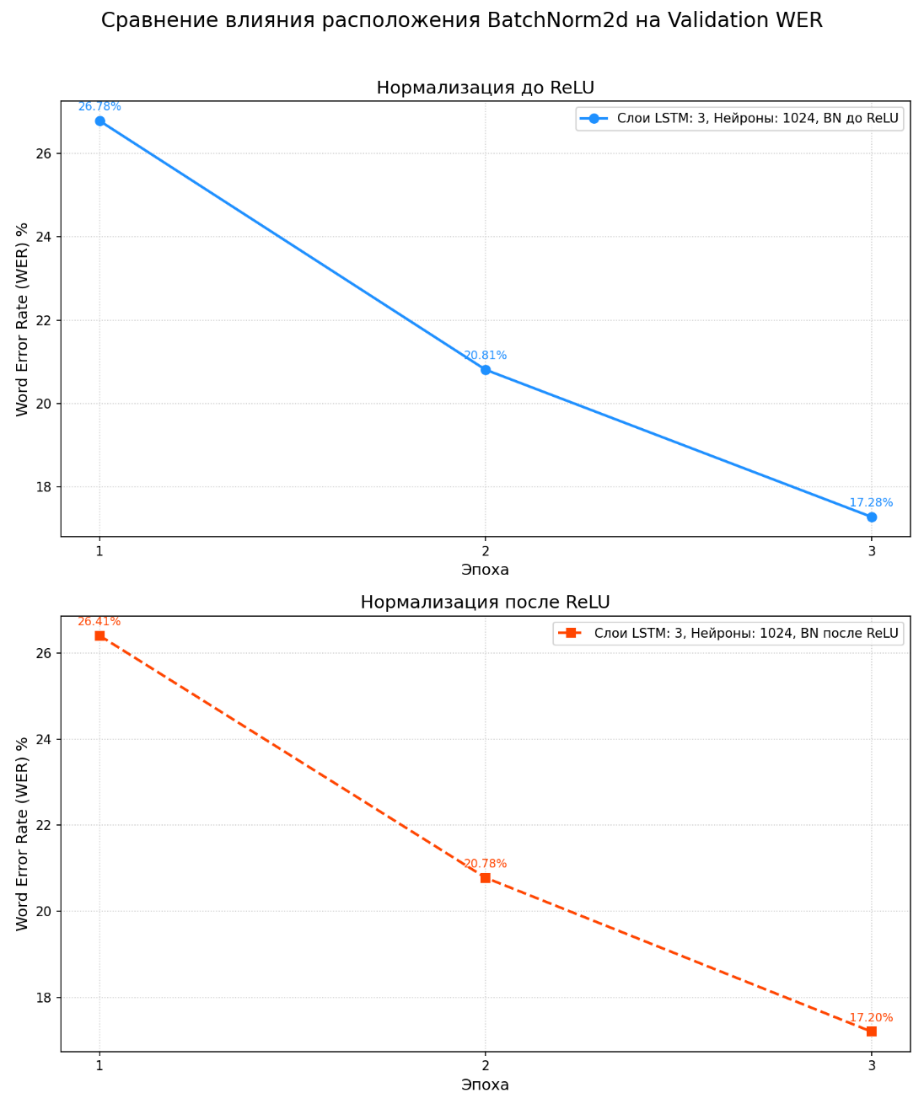 Сравнение влияния расположения BatchNorm2d на Validation WER
Нормализация до ReLU
26.78%
Слои LSTM: 3, Нейроны: 1024, BN до ReLU
26
24
22
20
18
Word Error Rate (WER) %
20.81%
17.28%
1
2
3
Эпоха
Нормализация после ReLU
26.41%
Слои LSTM: 3, Нейроны: 1024, BN после ReLU
26
24
22
20
18
Word Error Rate (WER) %
20.78%
17.20%
1
2
3
Эпоха